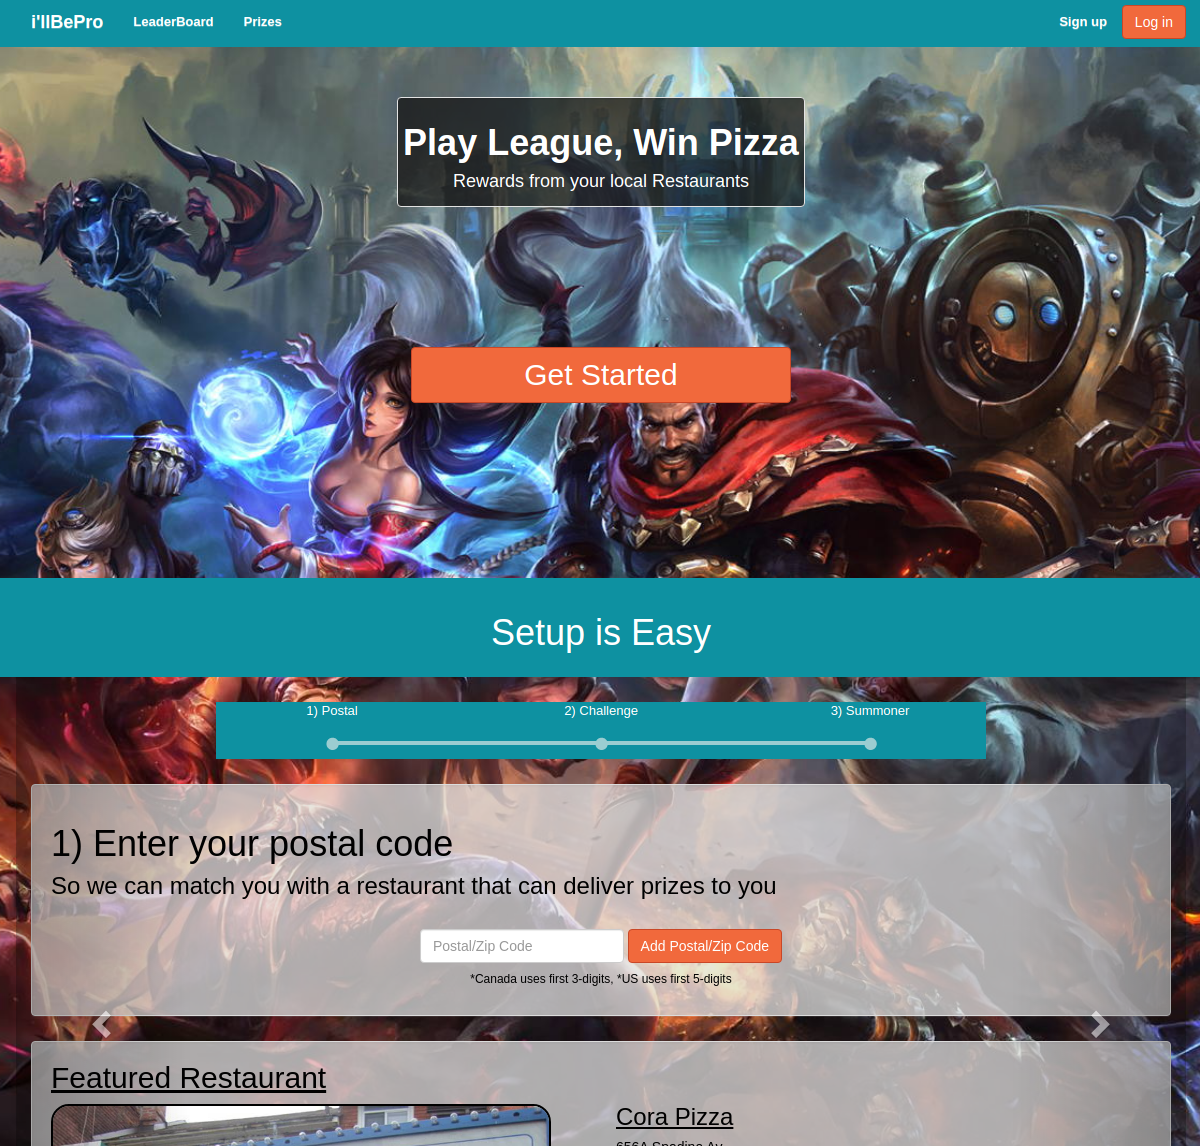 i'llBePro LeaderBoard Prizes Sign up Log in
Play League, Win Pizza
Rewards from your local Restaurants
Get Started
Setup is Easy
1) Postal 2) Challenge 3) Summoner
1) Enter your postal code
So we can match you with a restaurant that can deliver prizes to you
Postal/Zip Code Add Postal/Zip Code
*Canada uses first 3-digits, *US uses first 5-digits
Featured Restaurant
Cora Pizza
656A Spadina Av